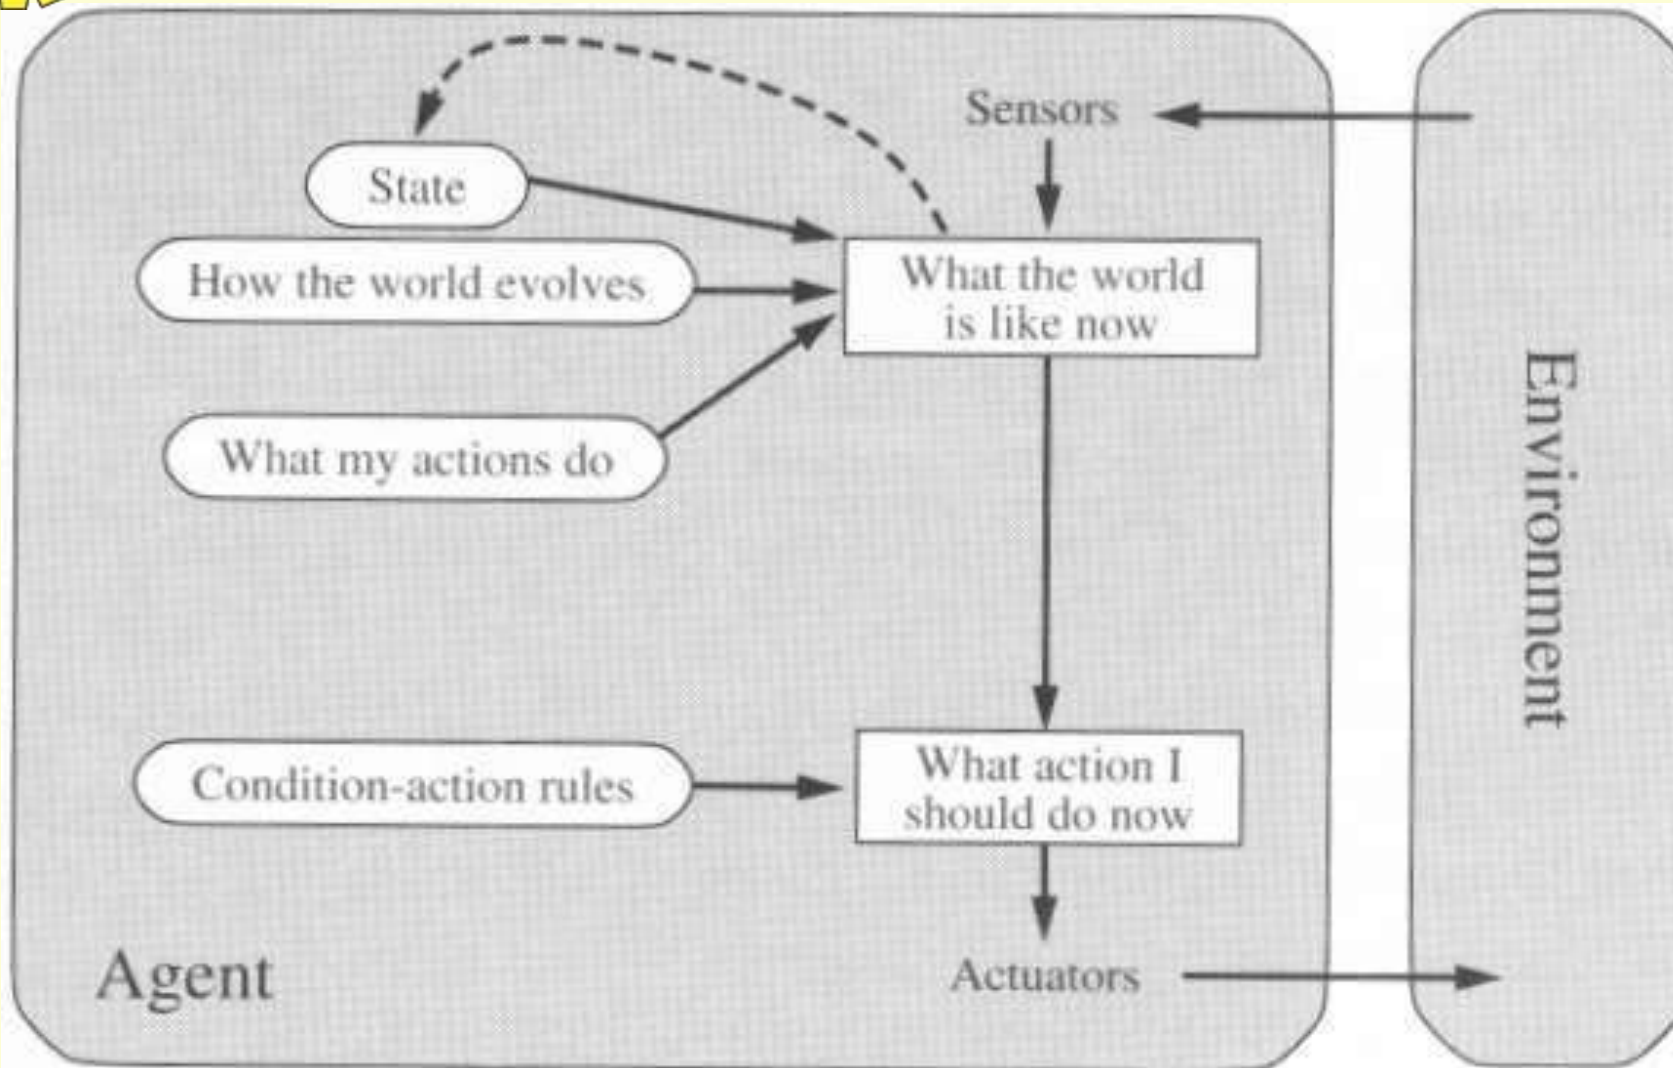 Sensors
State
How the world evolves
What the world
is like now
What my actions do
Environment
Condition-action rules
What action I
should do now
Agent
Actuators